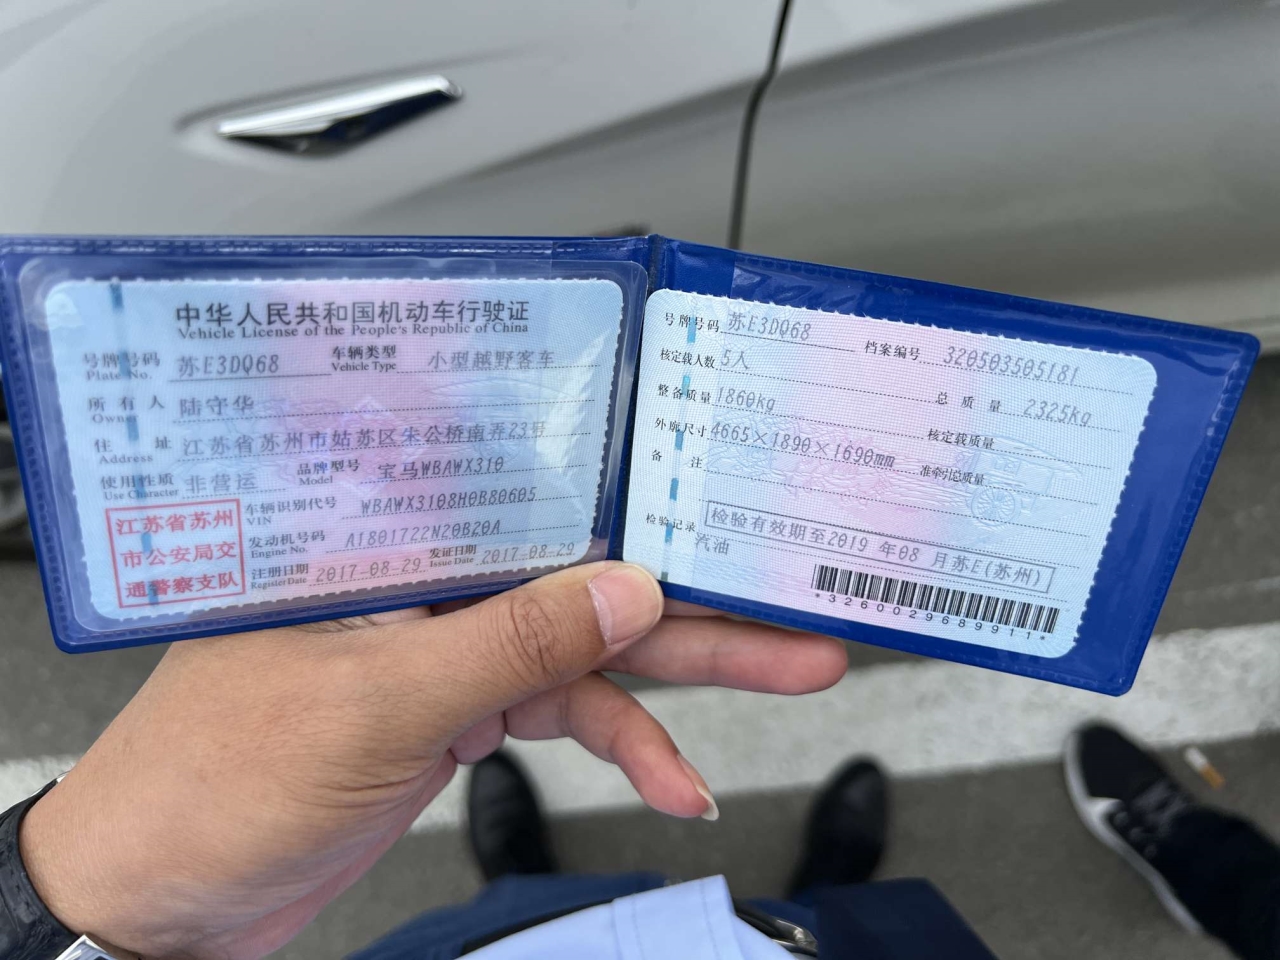 中华人民共和国机动车行驶证
Vehicle License of the People's Republic of China
号牌号码 苏E3DQ68 车辆类型 小型越野客车
Plate No. Vehicle Type
所有人 陆守华
Owner
住址 江苏省苏州市姑苏区朱公桥南弄23号
Address
使用性质 非营运 品牌型号 宝马WBAWX310
Use Character Model
江苏省苏州
市公安局交
通警察支队
车辆识别代号 WBAWX3108H0B80605
VIN
发动机号码 A1801722N20B20A
Engine No.
注册日期 2017-08-29 发证日期 2017-08-29
Register Date Issue Date
号牌号码 苏E3DQ68 档案编号 320503505181
核定载人数 5人 总质量 2325kg
整备质量 1860kg 核定载质量
外廓尺寸 4665×1890×1690mm 准牵引总质量
备注
检验记录 检验有效期至2019年08月苏E(苏州)
汽油
*3260029689911*